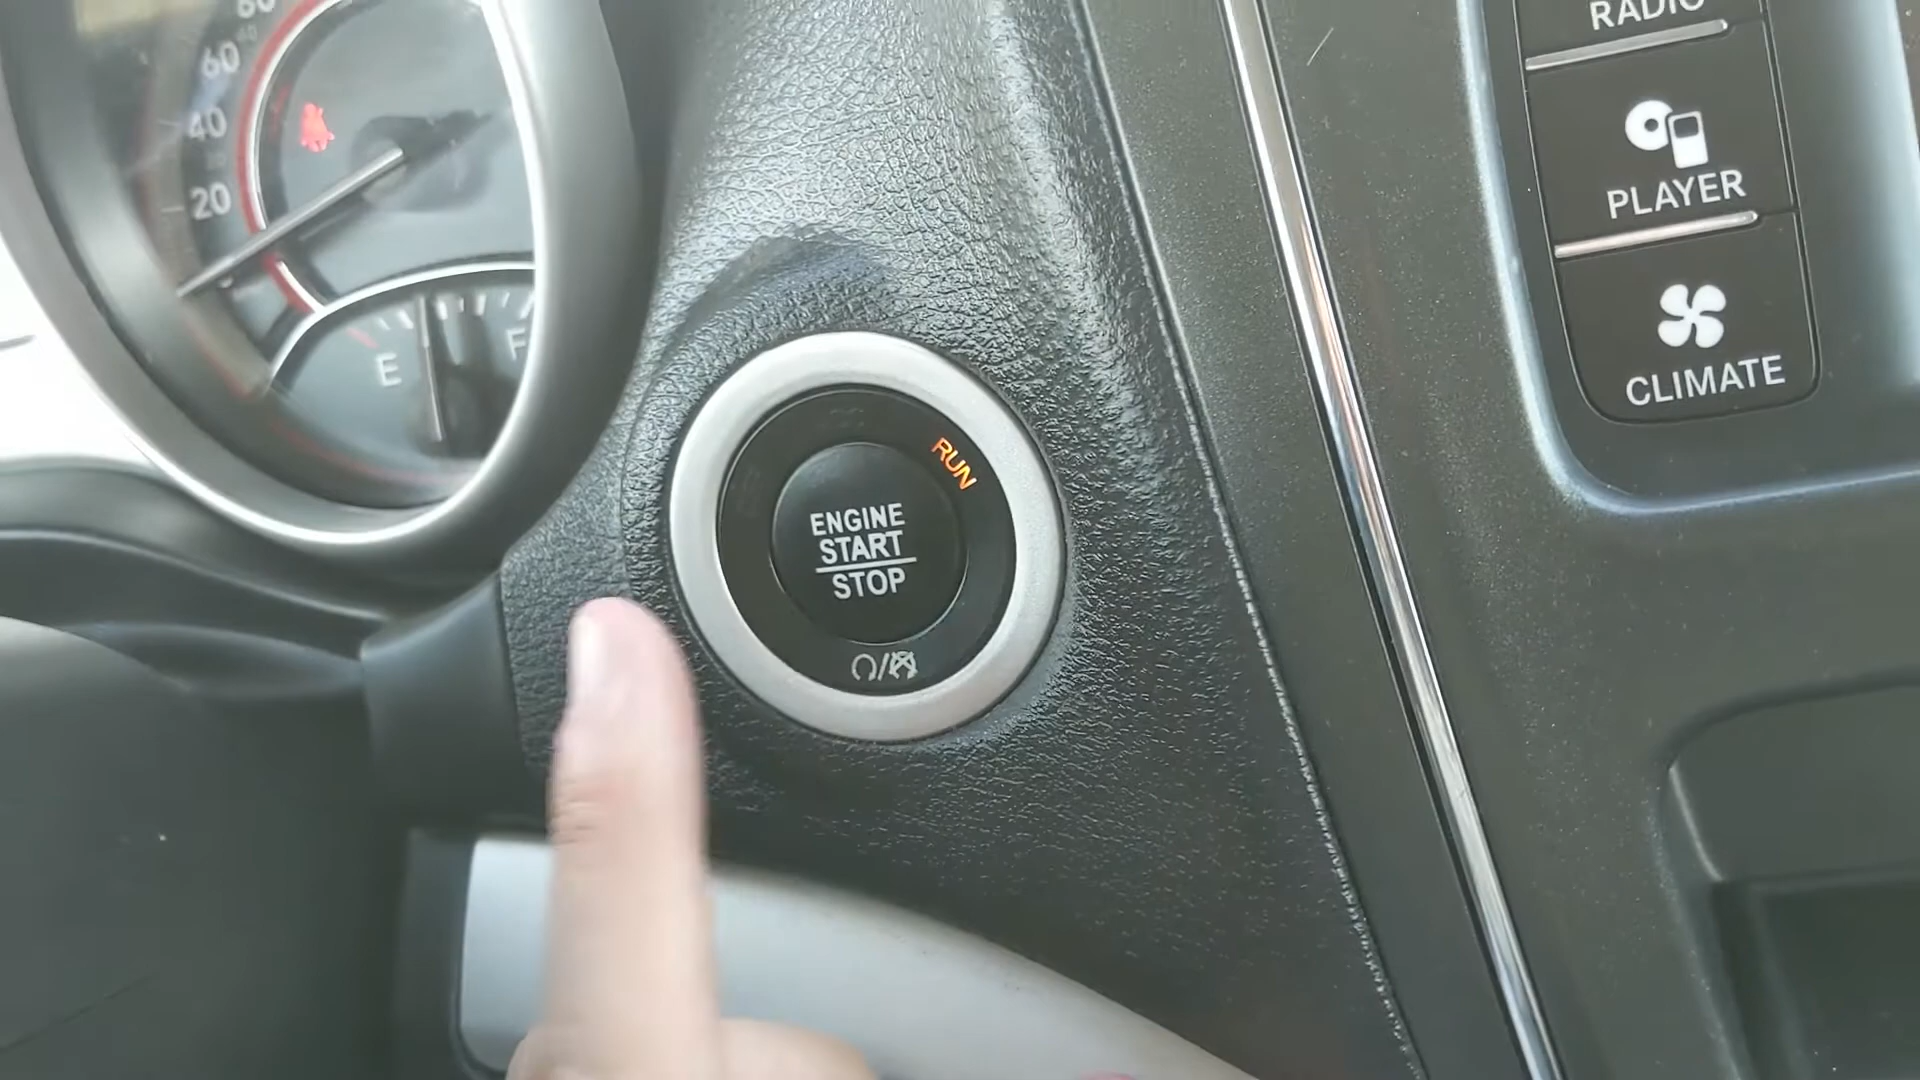 60
40
20
E
F
RUN
ENGINE
START
STOP
RADIO
PLAYER
CLIMATE